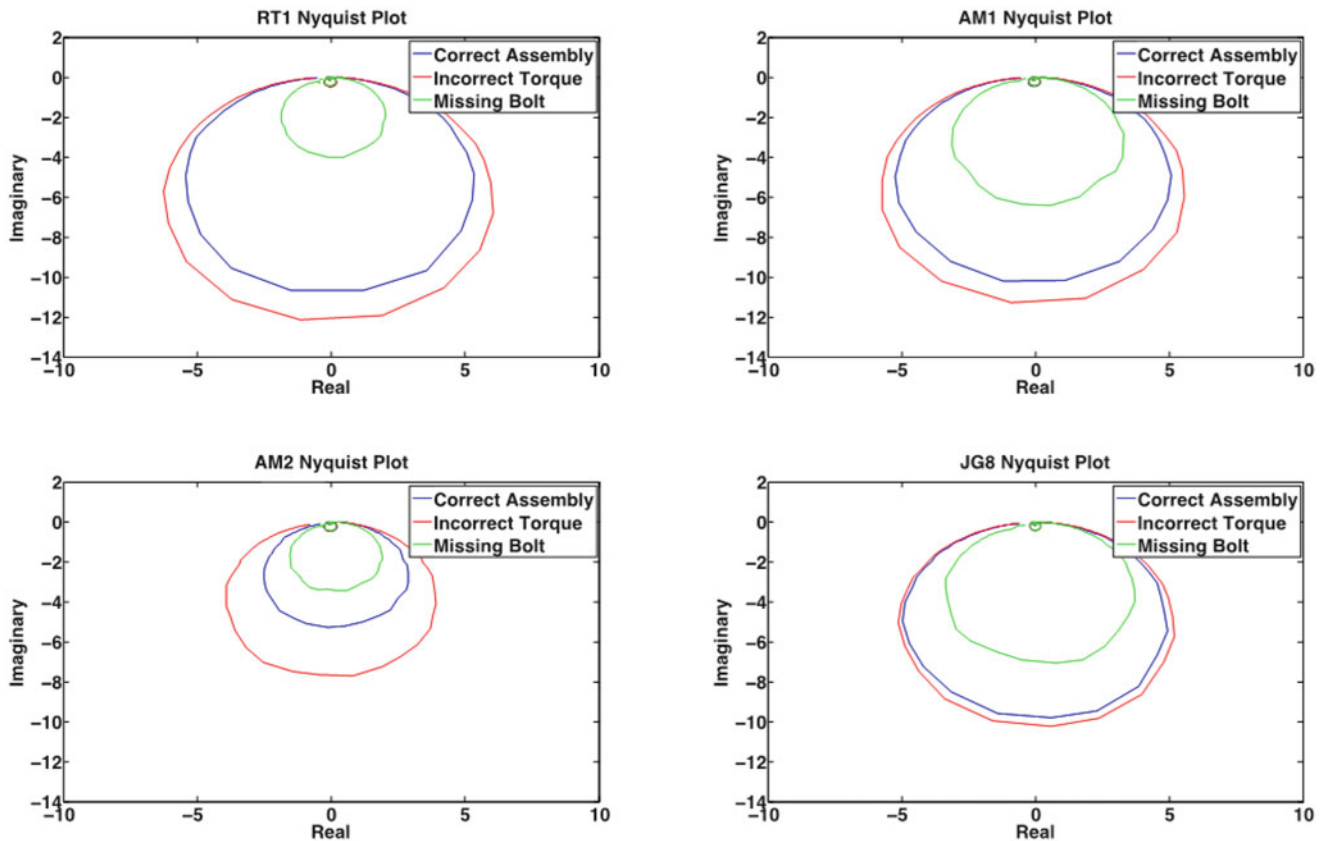 RT1 Nyquist Plot
2
0
−2
−4
−6
−8
−10
−12
−14
Imaginary
−10
−5
0
5
10
Real
Correct Assembly
Incorrect Torque
Missing Bolt
AM1 Nyquist Plot
2
0
−2
−4
−6
−8
−10
−12
−14
Imaginary
−10
−5
0
5
10
Real
Correct Assembly
Incorrect Torque
Missing Bolt
AM2 Nyquist Plot
2
0
−2
−4
−6
−8
−10
−12
−14
Imaginary
−10
−5
0
5
10
Real
Correct Assembly
Incorrect Torque
Missing Bolt
JG8 Nyquist Plot
2
0
−2
−4
−6
−8
−10
−12
−14
Imaginary
−10
−5
0
5
10
Real
Correct Assembly
Incorrect Torque
Missing Bolt